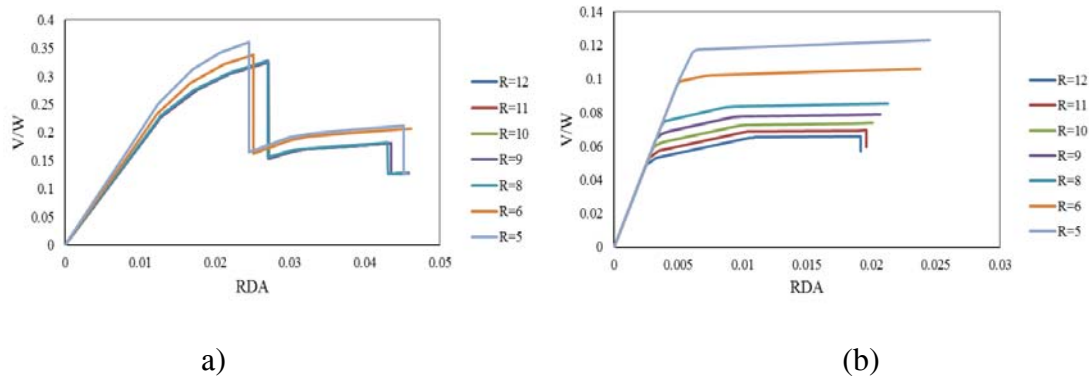 0.4
0.35
0.3
0.25
0.2
0.15
0.1
0.05
0
V/W
0 0.01 0.02 0.03 0.04 0.05
RDA
R=12
R=11
R=10
R=9
R=8
R=6
R=5
0.14
0.12
0.1
0.08
0.06
0.04
0.02
0
V/W
0 0.005 0.01 0.015 0.02 0.025 0.03
RDA
R=12
R=11
R=10
R=9
R=8
R=6
R=5
a) (b)